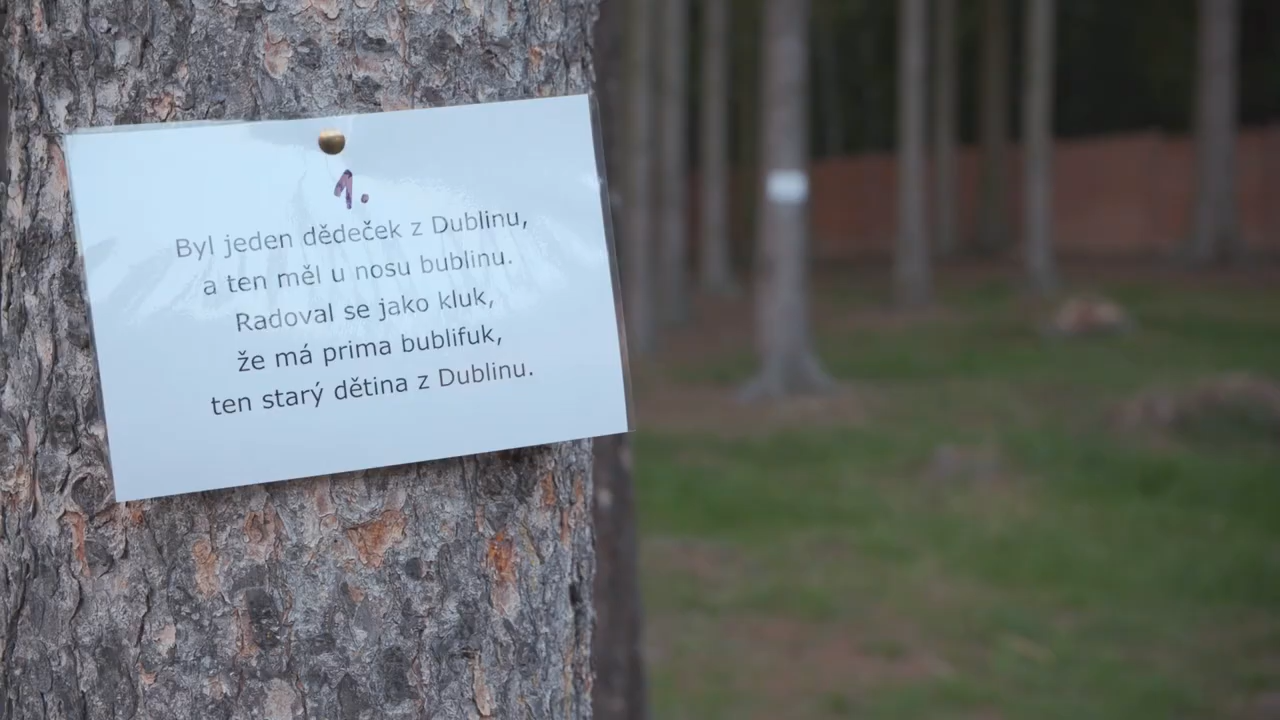 1.
Byl jeden dědeček z Dublinu,
a ten měl u nosu bublinu.
Radoval se jako kluk,
že má prima bublifuk,
ten starý dětina z Dublinu.